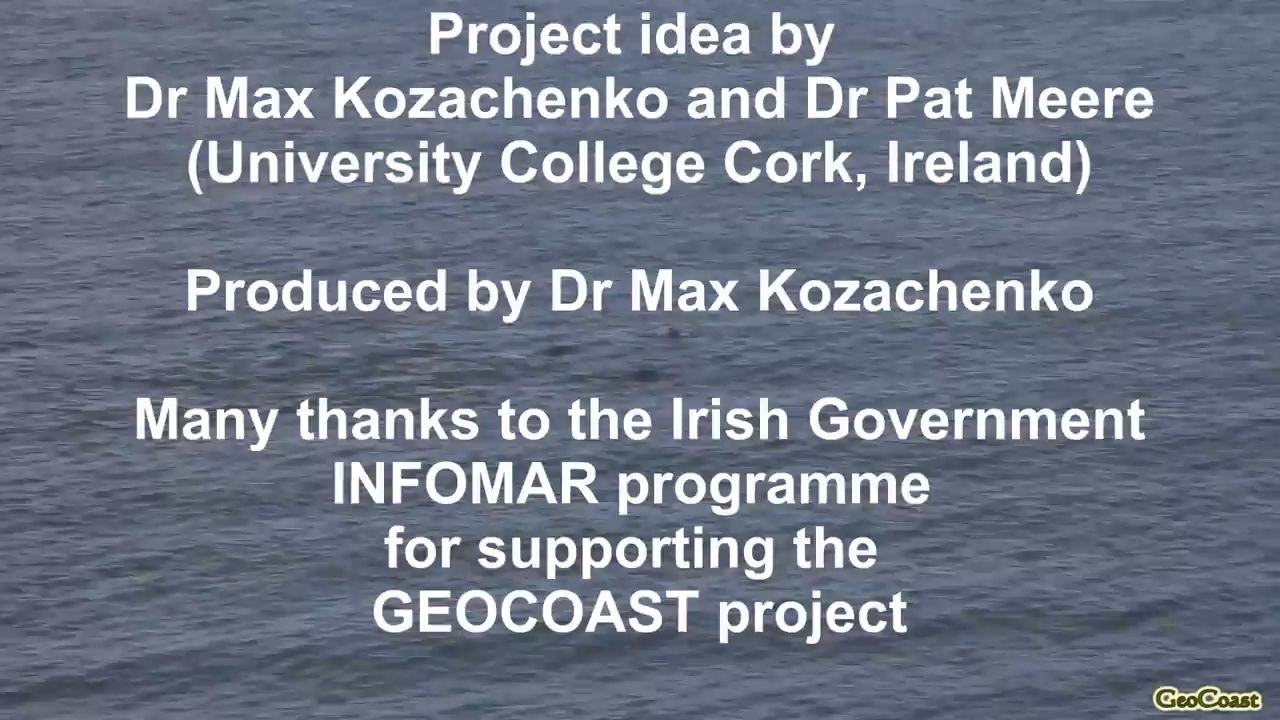 Project idea by
Dr Max Kozachenko and Dr Pat Meere
(University College Cork, Ireland)
Produced by Dr Max Kozachenko
Many thanks to the Irish Government
INFOMAR programme
for supporting the
GEOCOAST project
GeoCoast